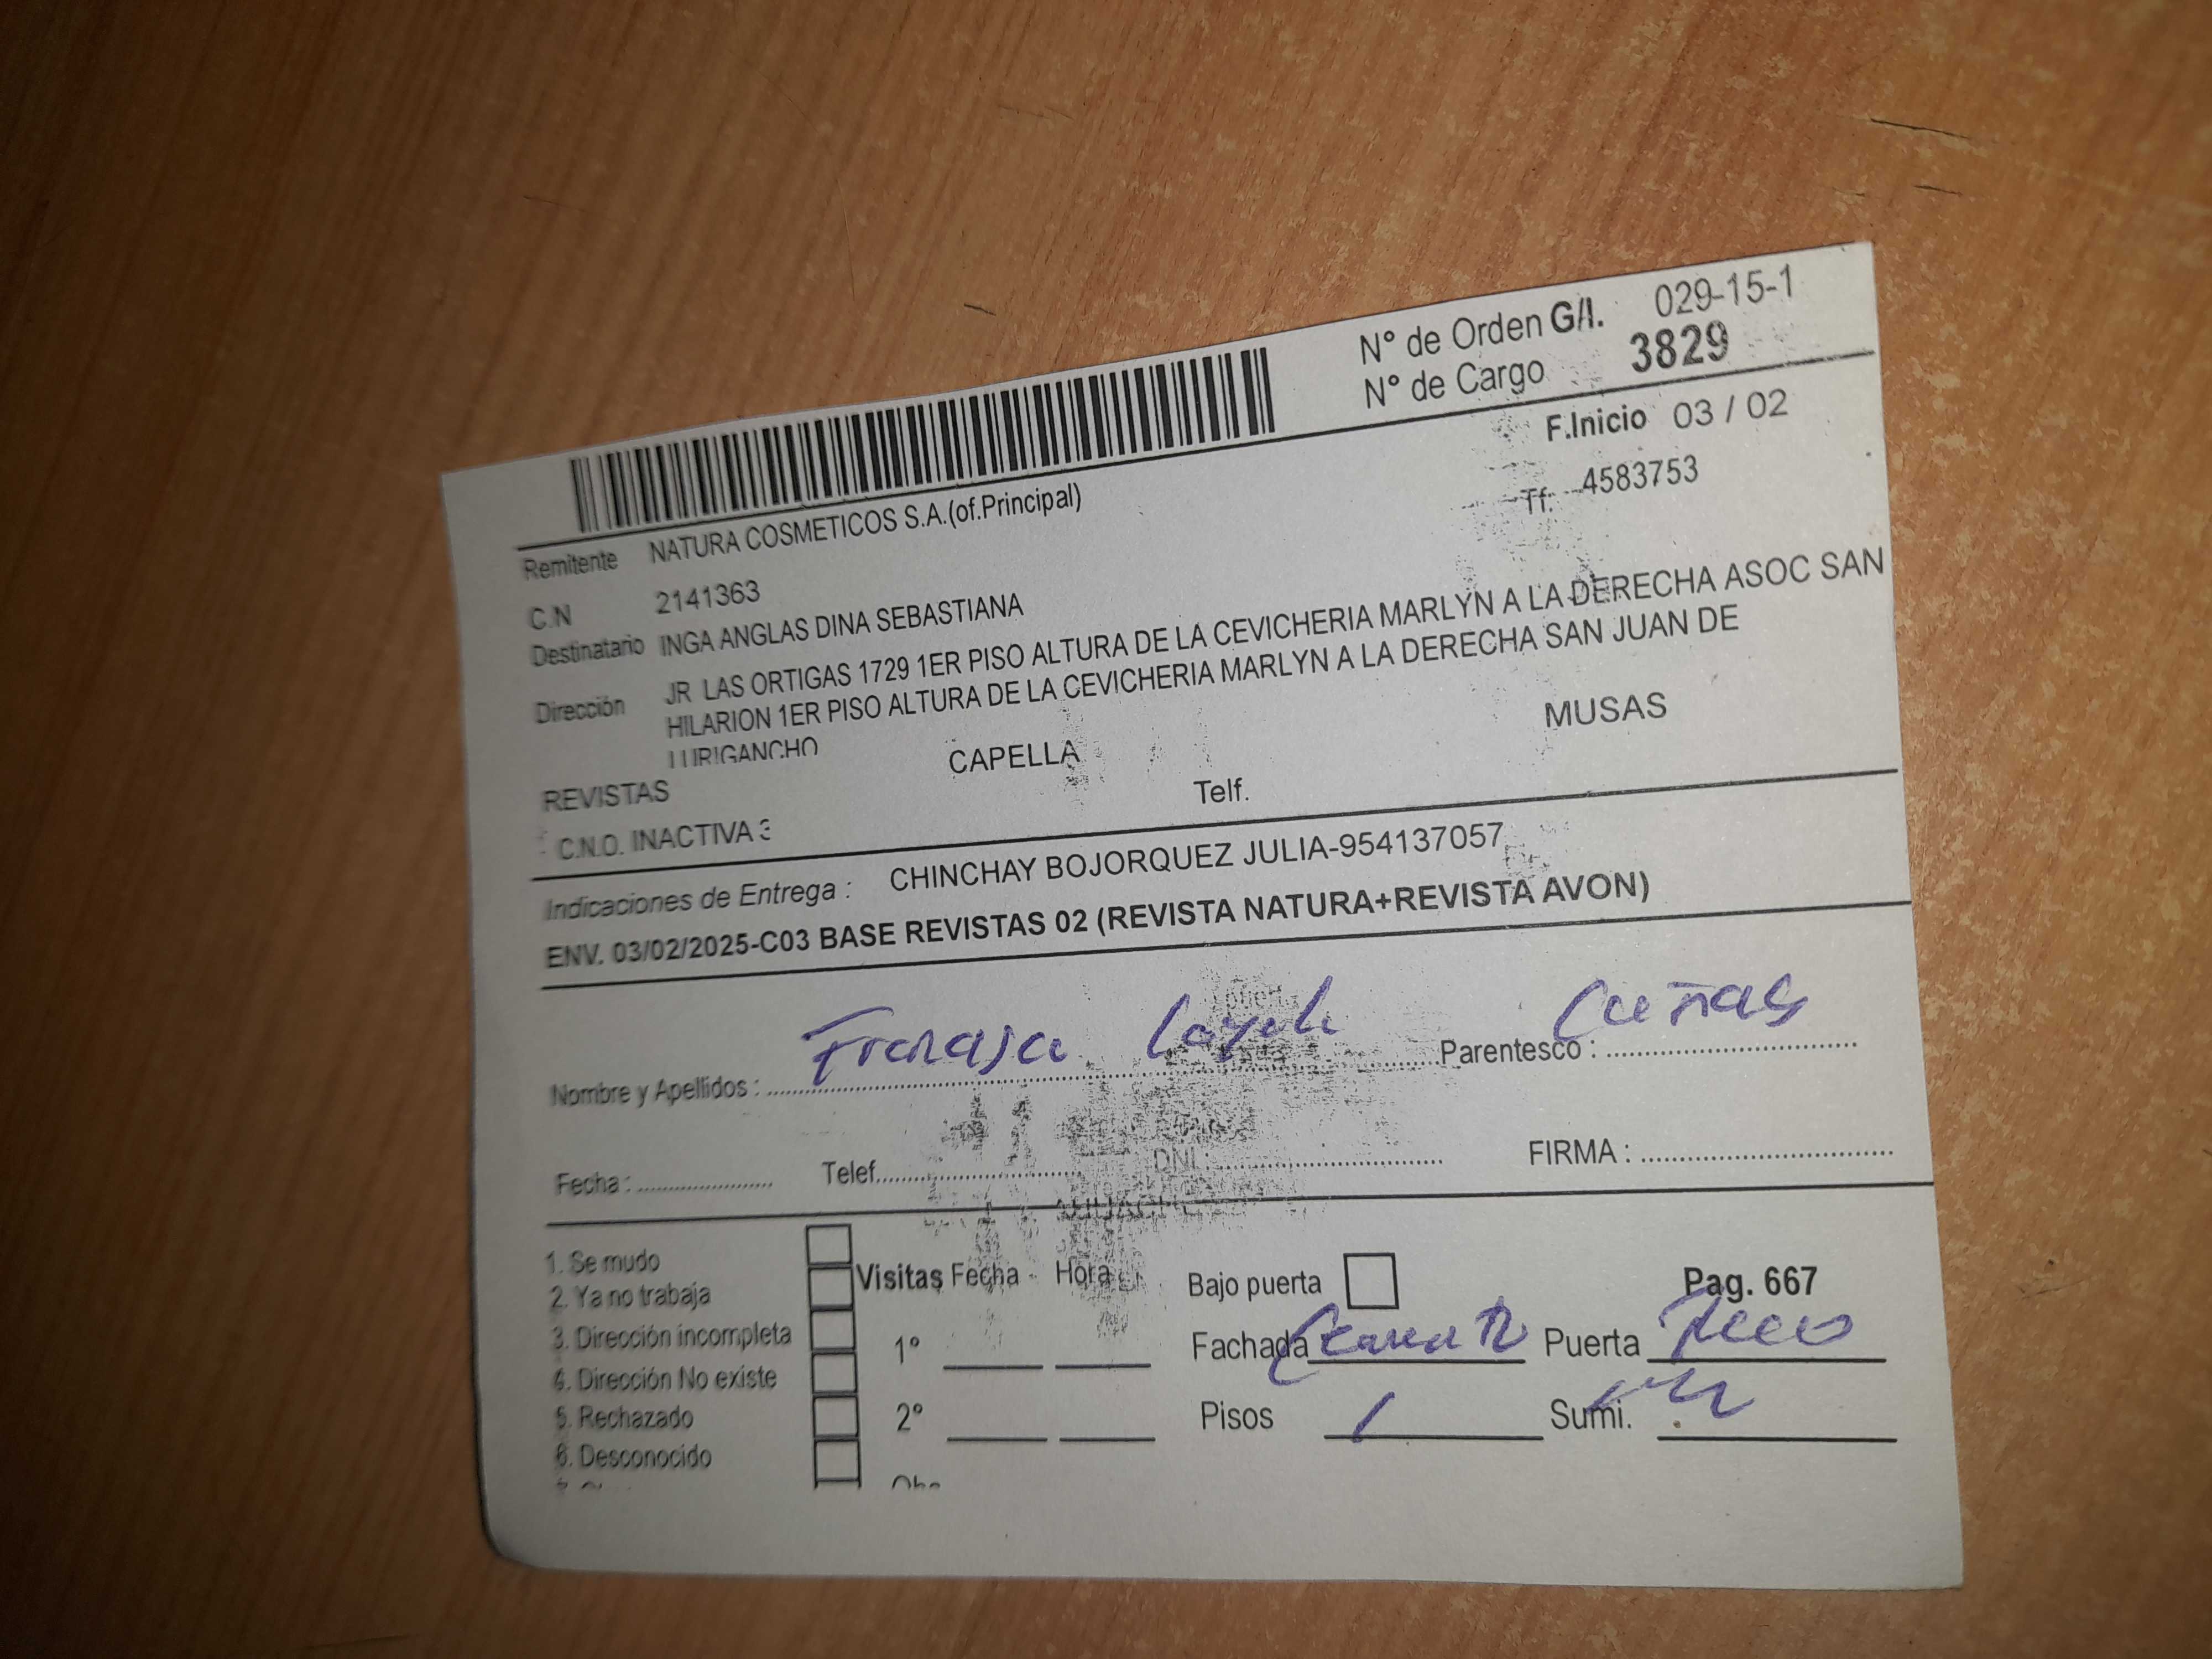 N° de Orden G/I. 029-15-1
N° de Cargo 3829
F.Inicio 03 / 02
Remitente NATURA COSMETICOS S.A.(of.Principal) Tf: 4583753
C.N 2141363
Destinatario INGA ANGLAS DINA SEBASTIANA
Dirección JR LAS ORTIGAS 1729 1ER PISO ALTURA DE LA CEVICHERIA MARLYN A LA DERECHA ASOC SAN
HILARION 1ER PISO ALTURA DE LA CEVICHERIA MARLYN A LA DERECHA SAN JUAN DE
LURIGANCHO
REVISTAS CAPELLA MUSAS
C.N.O. INACTIVA 3 Telf.
Indicaciones de Entrega : CHINCHAY BOJORQUEZ JULIA-954137057
ENV. 03/02/2025-C03 BASE REVISTAS 02 (REVISTA NATURA+REVISTA AVON)
Nombre y Apellidos : Parentesco :
Fecha : Telef. DNI : FIRMA :
1. Se mudo
2. Ya no trabaja Visitas Fecha Hora Bajo puerta Pag. 667
3. Dirección incompleta 1° Fachada Puerta
4. Dirección No existe
5. Rechazado 2° Pisos 1 Sumi.
6. Desconocido